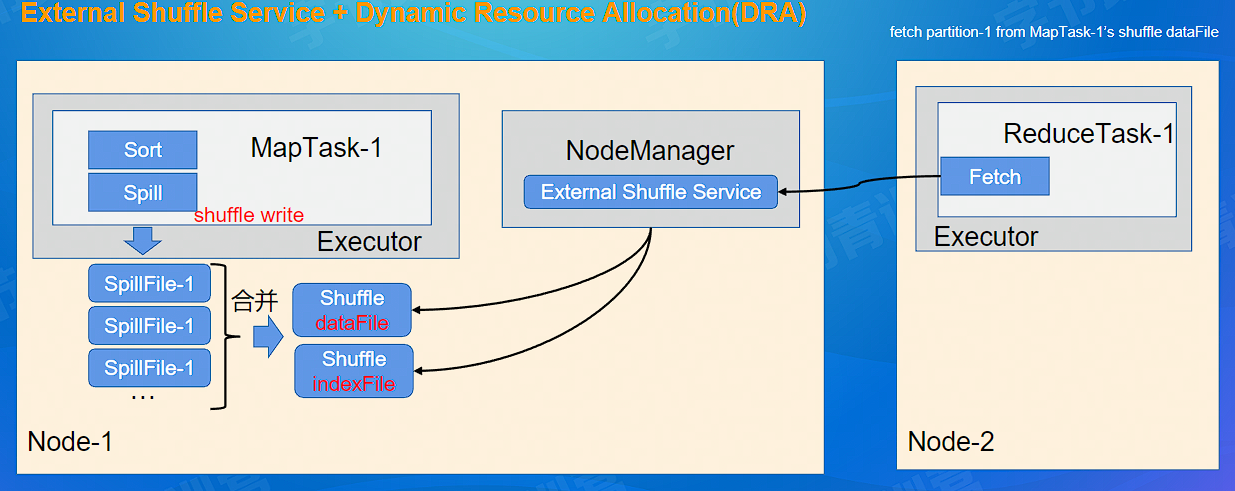 External Shuffle Service + Dynamic Resource Allocation(DRA)
fetch partition-1 from MapTask-1's shuffle dataFile
Sort
MapTask-1
Spill
shuffle write
Executor
NodeManager
External Shuffle Service
ReduceTask-1
Fetch
Executor
SpillFile-1
SpillFile-1
SpillFile-1
...
合并
Shuffle
dataFile
Shuffle
indexFile
Node-1
Node-2